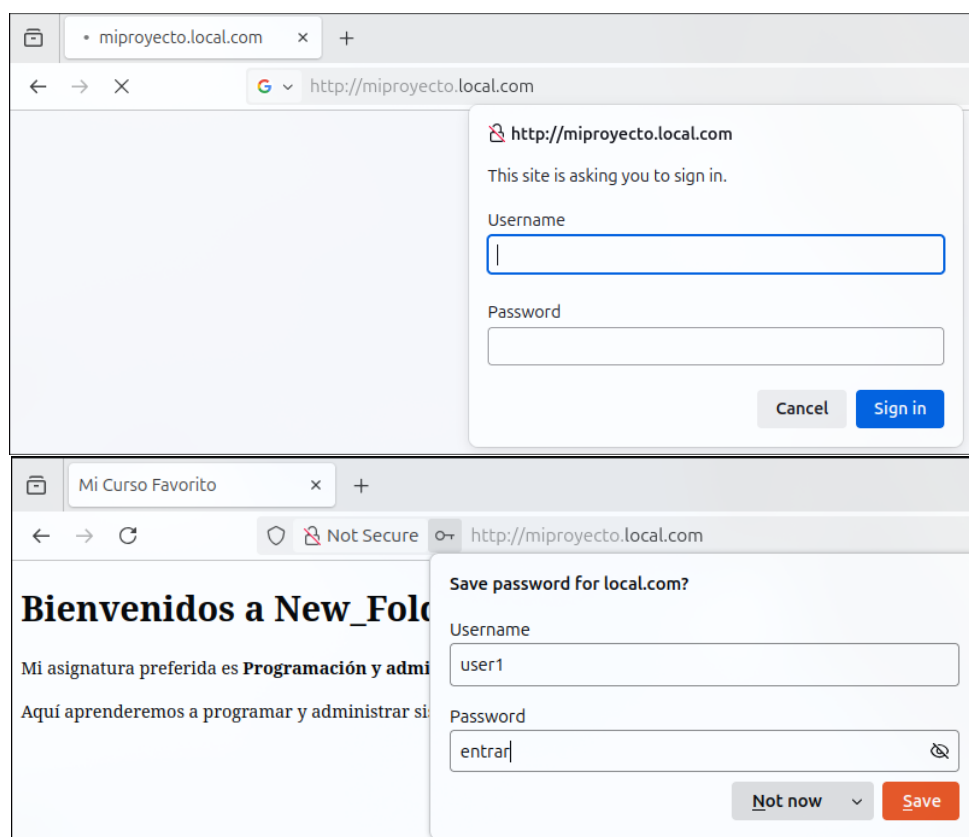 miproyecto.local.com
http://miproyecto.local.com
http://miproyecto.local.com
This site is asking you to sign in.
Username
Password
Cancel Sign in
Mi Curso Favorito
Not Secure http://miproyecto.local.com
Save password for local.com?
Bienvenidos a New_Fold
Username
user1
Mi asignatura preferida es Programación y admi
Aquí aprenderemos a programar y administrar si
Password
entrar
Not now Save